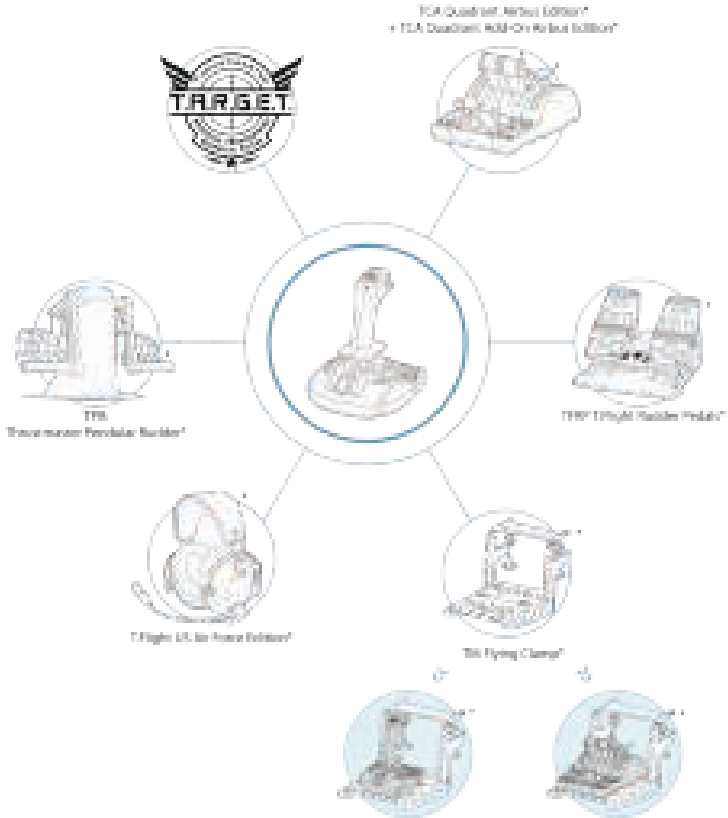 TCA Quadrant Airbus Edition*
+ TCA Quadrant Add-On Airbus Edition*
T.A.R.G.E.T
TPR
Thrustmaster Pendular Rudder*
TFRP T.Flight Rudder Pedals*
T.Flight US Air Force Edition*
TM Flying Clamp*